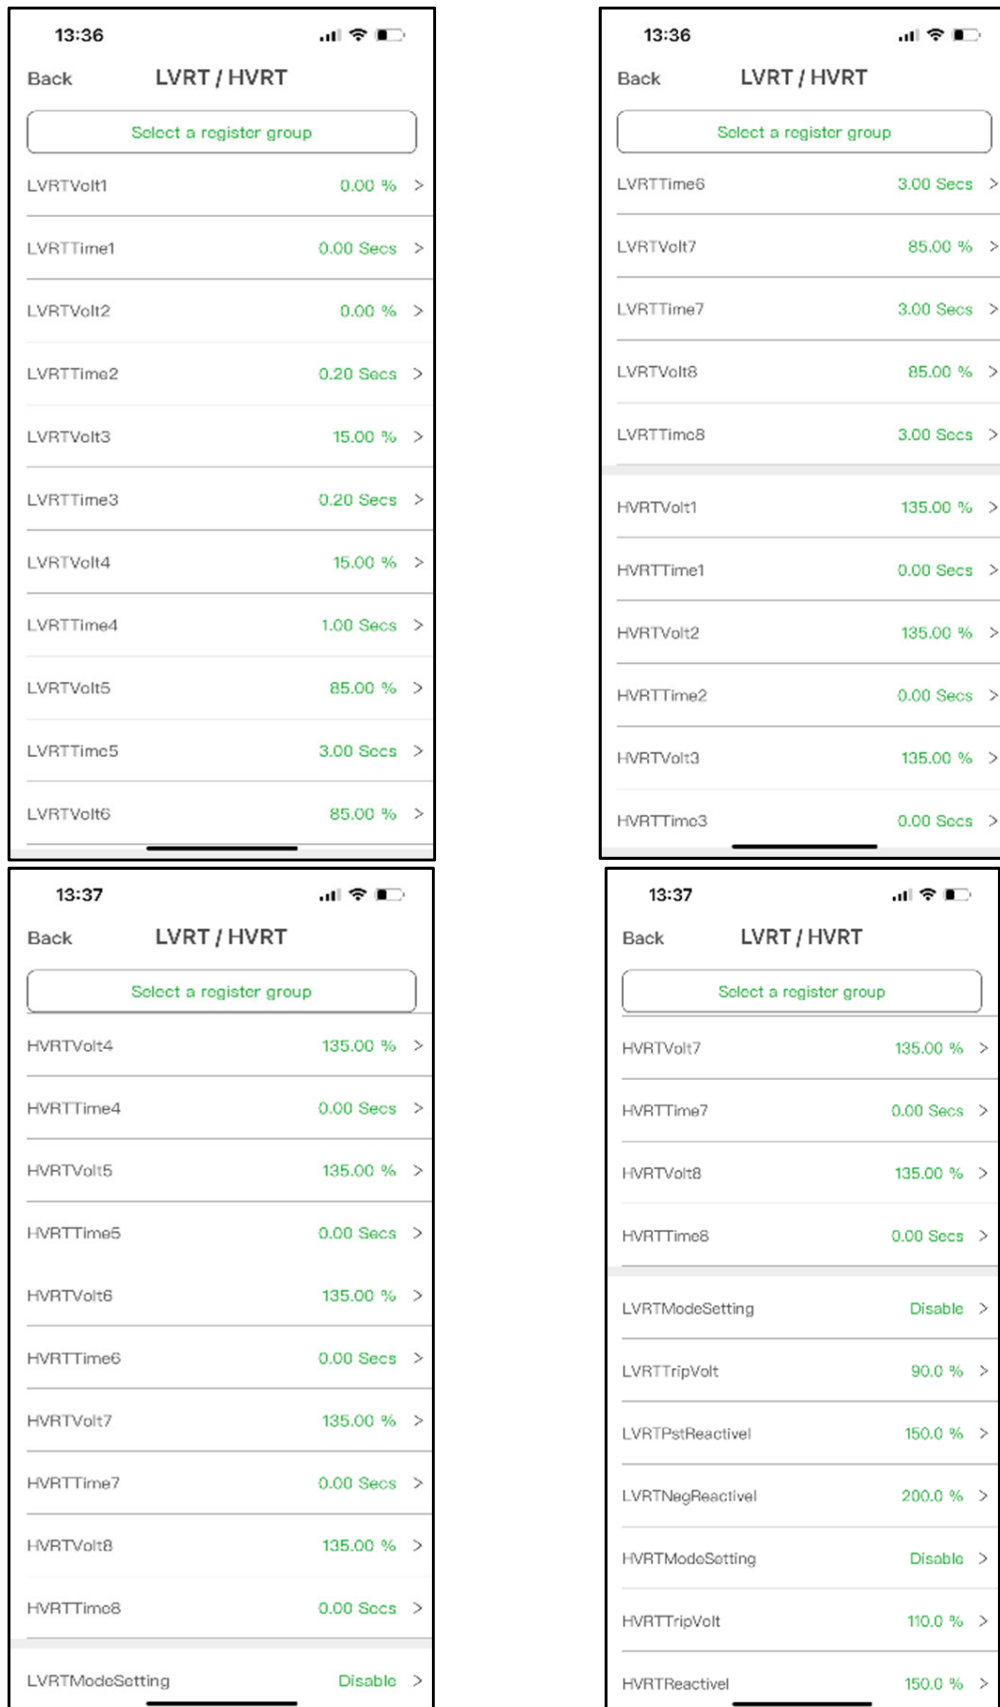 13:36
Back LVRT / HVRT
Select a register group
LVRTVolt1 0.00 % >
LVRTTime1 0.00 Secs >
LVRTVolt2 0.00 % >
LVRTTime2 0.20 Secs >
LVRTVolt3 15.00 % >
LVRTTime3 0.20 Secs >
LVRTVolt4 15.00 % >
LVRTTime4 1.00 Secs >
LVRTVolt5 85.00 % >
LVRTTime5 3.00 Secs >
LVRTVolt6 85.00 % >
13:36
Back LVRT / HVRT
Select a register group
LVRTTime6 3.00 Secs >
LVRTVolt7 85.00 % >
LVRTTime7 3.00 Secs >
LVRTVolt8 85.00 % >
LVRTTime8 3.00 Secs >
HVRTVolt1 135.00 % >
HVRTTime1 0.00 Secs >
HVRTVolt2 135.00 % >
HVRTTime2 0.00 Secs >
HVRTVolt3 135.00 % >
HVRTTime3 0.00 Secs >
13:37
Back LVRT / HVRT
Select a register group
HVRTVolt4 135.00 % >
HVRTTime4 0.00 Secs >
HVRTVolt5 135.00 % >
HVRTTime5 0.00 Secs >
HVRTVolt6 135.00 % >
HVRTTime6 0.00 Secs >
HVRTVolt7 135.00 % >
HVRTTime7 0.00 Secs >
HVRTVolt8 135.00 % >
HVRTTime8 0.00 Secs >
LVRTModeSetting Disable >
13:37
Back LVRT / HVRT
Select a register group
HVRTVolt7 135.00 % >
HVRTTime7 0.00 Secs >
HVRTVolt8 135.00 % >
HVRTTime8 0.00 Secs >
LVRTModeSetting Disable >
LVRTTripVolt 90.0 % >
LVRTPstReactivel 150.0 % >
LVRTNegReactivel 200.0 % >
HVRTModeSetting Disable >
HVRTTripVolt 110.0 % >
HVRTReactivel 150.0 % >